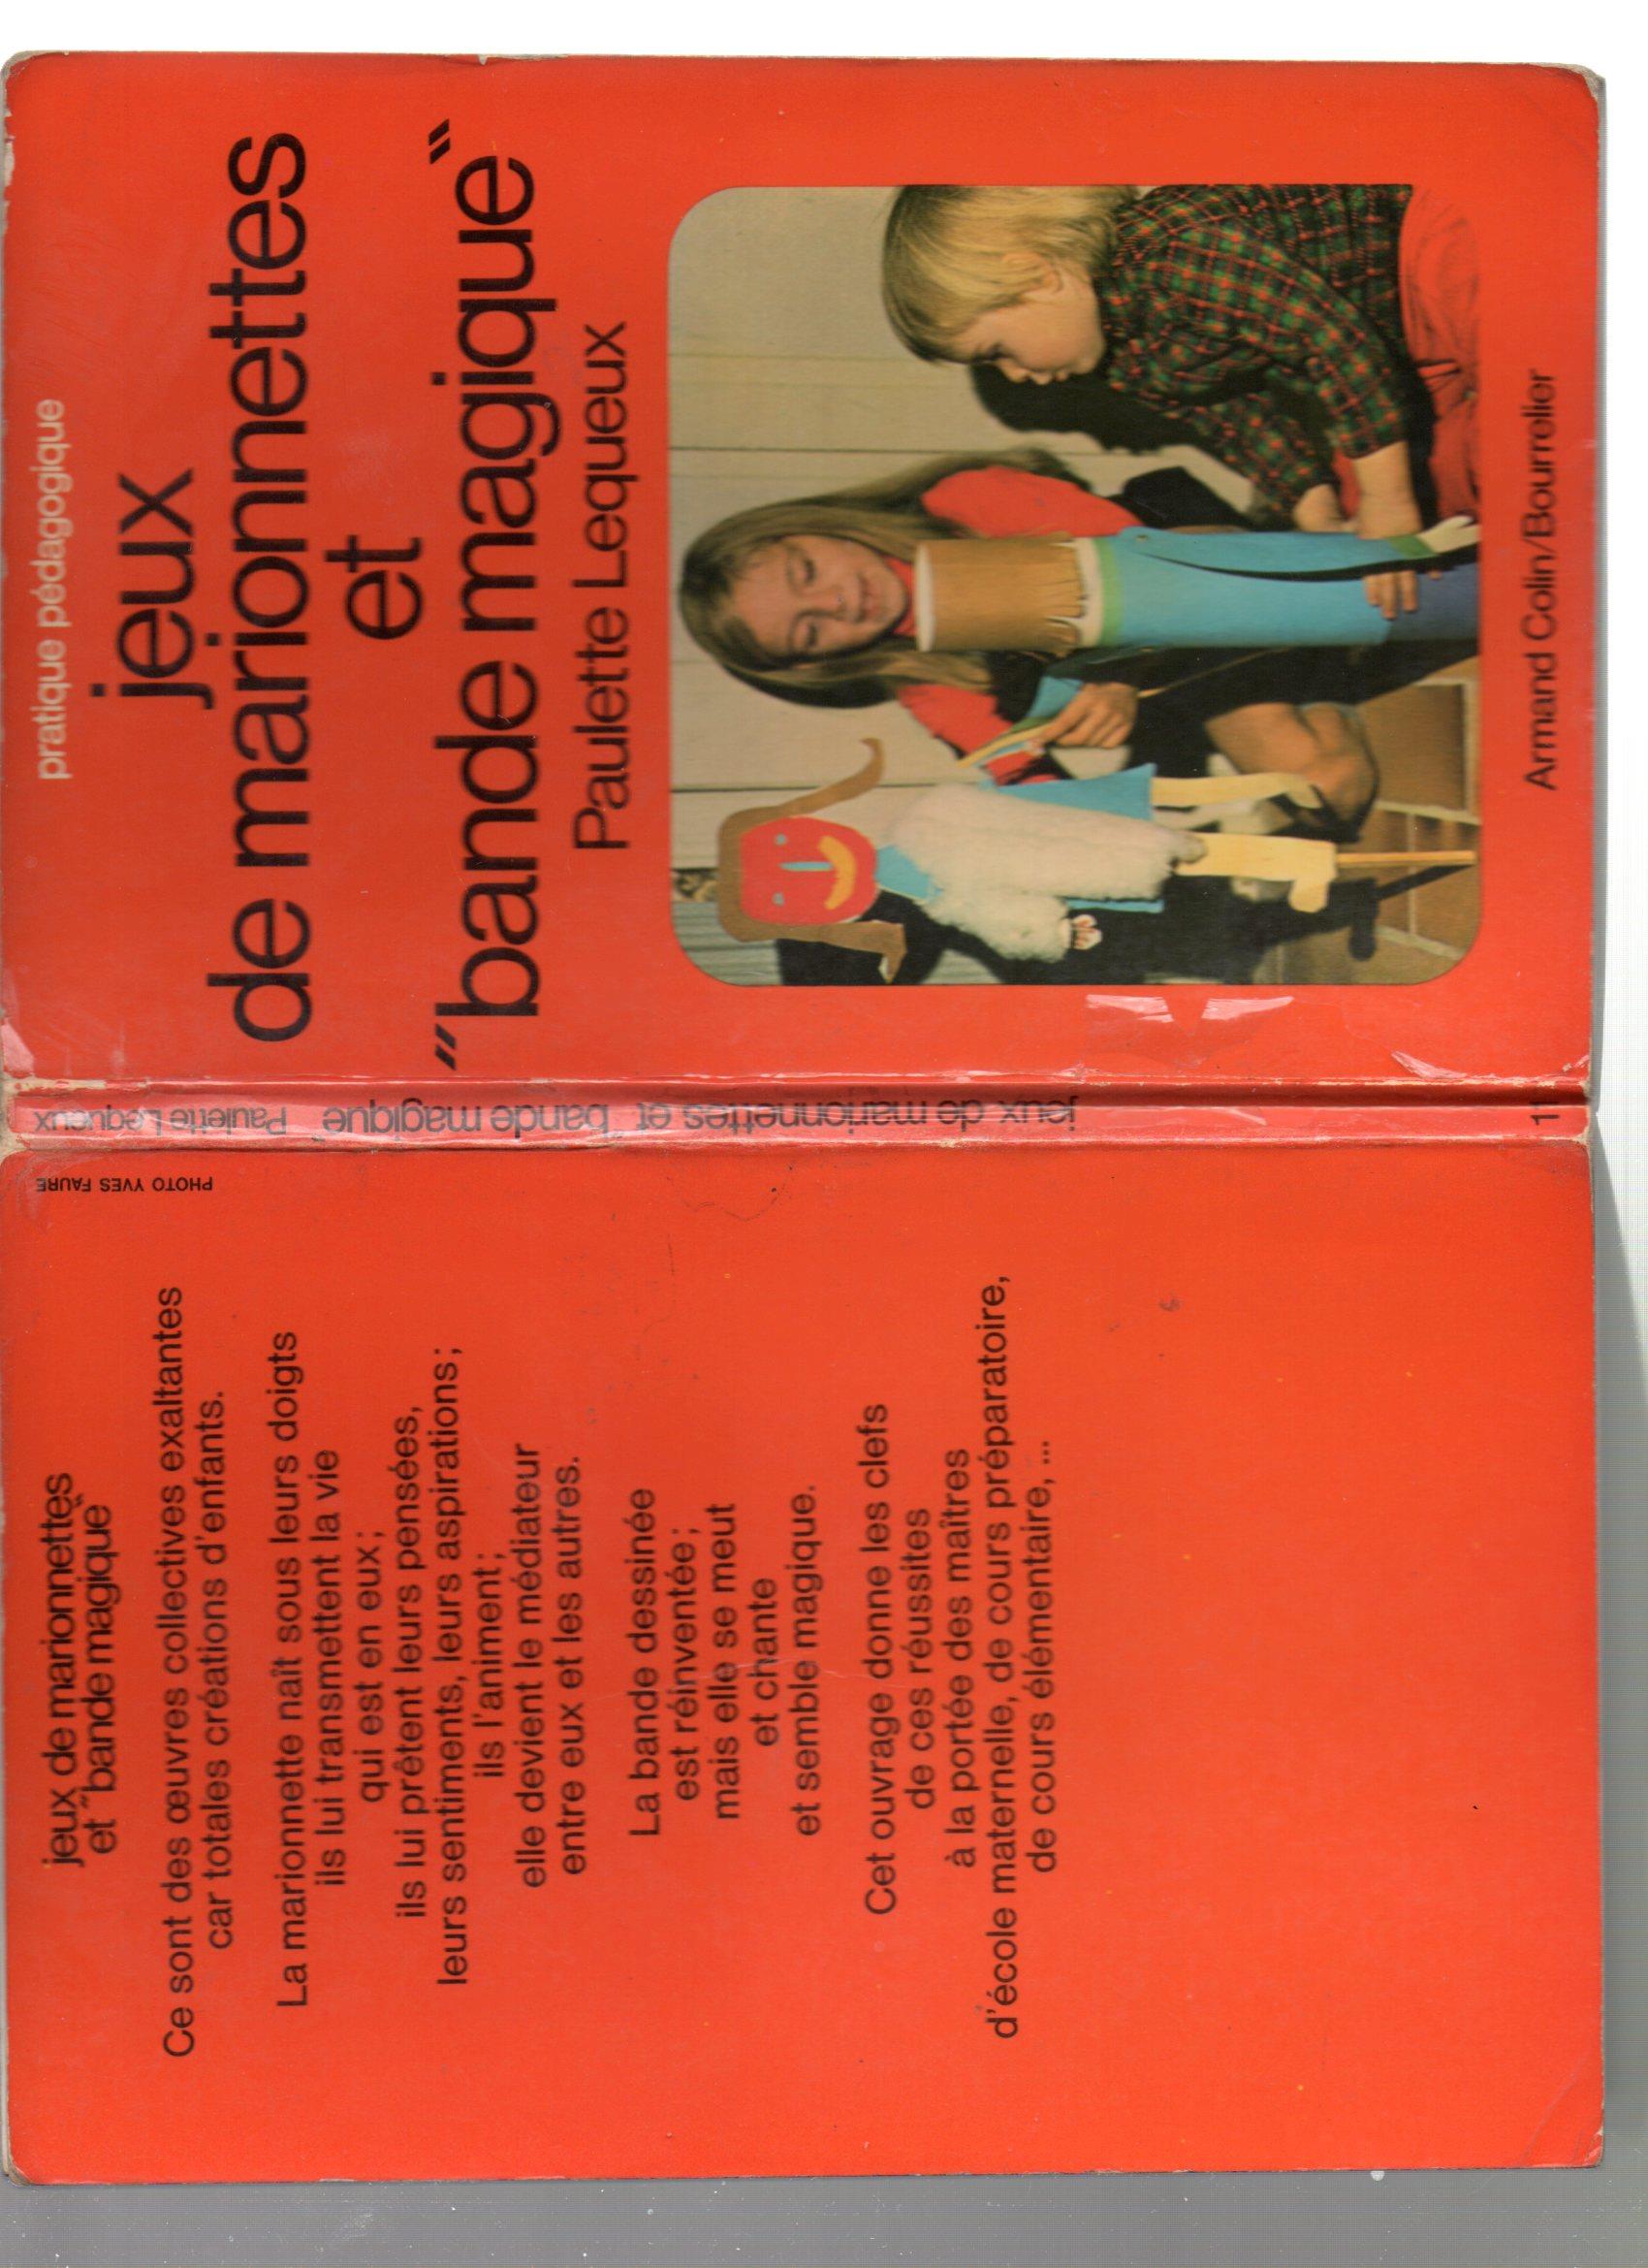 pratique pédagogique
jeux
de marionnettes
et
"bande magique"
Paulette Lequeux
Armand Colin/Bourrelier
Paulette Lequeux jeux de marionnettes et "bande magique"
11
PHOTO YVES FAURE
jeux de marionnettes
et "bande magique"
Ce sont des œuvres collectives exaltantes
car totales créations d'enfants.
La marionnette naît sous leurs doigts
ils lui transmettent la vie
qui est en eux ;
ils lui prêtent leurs pensées,
leurs sentiments, leurs aspirations ;
ils l'animent ;
elle devient le médiateur
entre eux et les autres.
La bande dessinée
est réinventée ;
mais elle se meut
et chante
et semble magique.
Cet ouvrage donne les clefs
de ces réussites
à la portée des maîtres
d'école maternelle, de cours préparatoire,
de cours élémentaire, ...